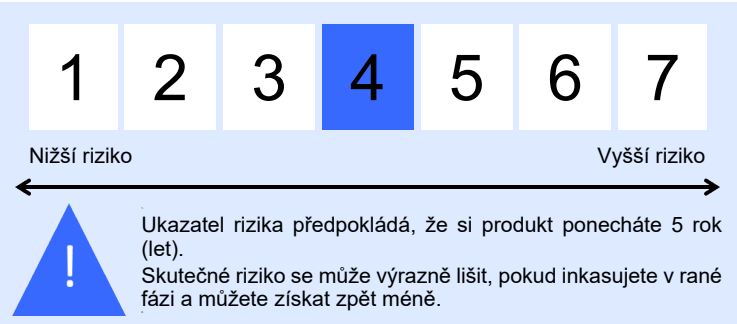 1 2 3 4 5 6 7
Nižší riziko Vyšší riziko
!
Ukazatel rizika předpokládá, že si produkt ponecháte 5 rok
(let).
Skutečné riziko se může výrazně lišit, pokud inkasujete v rané
fázi a můžete získat zpět méně.